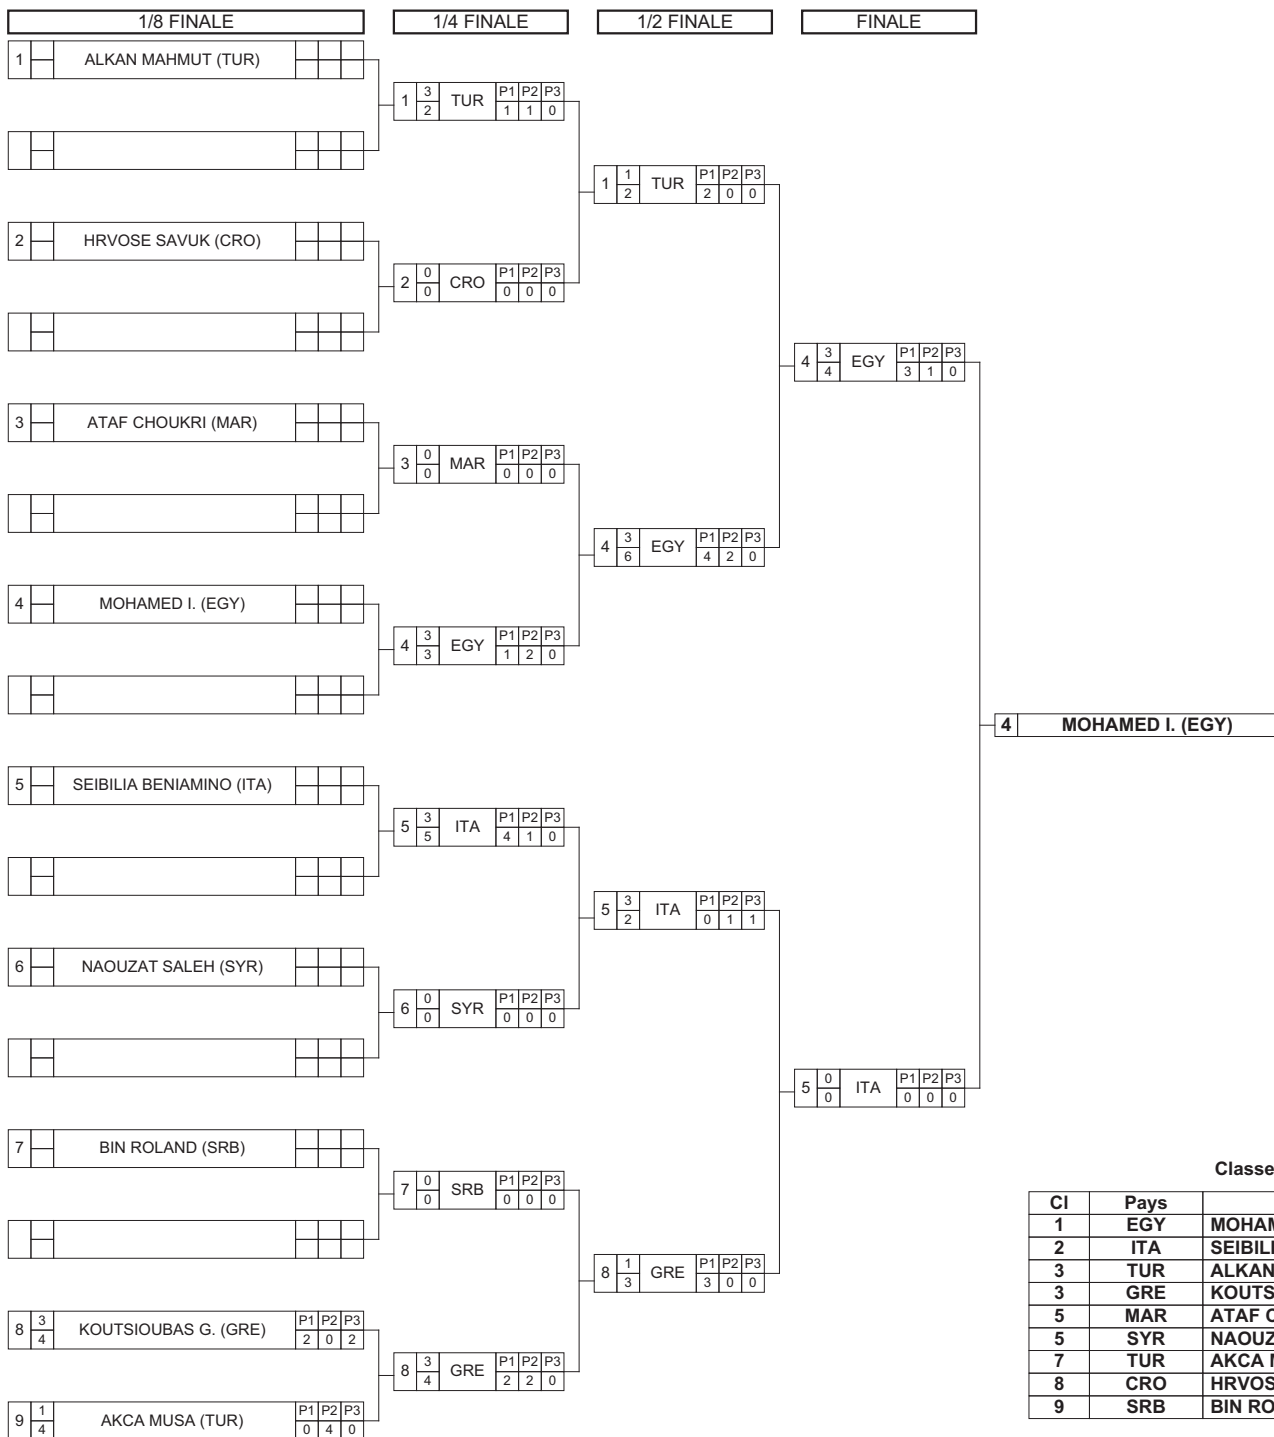 1/8 FINALE 1/4 FINALE 1/2 FINALE FINALE
1 ALKAN MAHMUT (TUR)
1 3 2 TUR P1 P2 P3 1 1 0
1 1 2 TUR P1 P2 P3 2 0 0
2 HRVOSE SAVUK (CRO)
2 0 0 CRO P1 P2 P3 0 0 0
4 3 4 EGY P1 P2 P3 3 1 0
3 ATAF CHOUKRI (MAR)
3 0 0 MAR P1 P2 P3 0 0 0
4 3 6 EGY P1 P2 P3 4 2 0
4 MOHAMED I. (EGY)
4 3 3 EGY P1 P2 P3 1 2 0
4 MOHAMED I. (EGY)
5 SEIBILIA BENIAMINO (ITA)
5 3 5 ITA P1 P2 P3 4 1 0
5 3 2 ITA P1 P2 P3 0 1 1
6 NAOUZAT SALEH (SYR)
6 0 0 SYR P1 P2 P3 0 0 0
5 0 0 ITA P1 P2 P3 0 0 0
7 BIN ROLAND (SRB)
7 0 0 SRB P1 P2 P3 0 0 0
8 1 3 GRE P1 P2 P3 3 0 0
8 3 4 KOUTSIOUBAS G. (GRE) P1 P2 P3 2 0 2
8 3 4 GRE P1 P2 P3 2 2 0
9 1 4 AKCA MUSA (TUR) P1 P2 P3 0 4 0
Classe
Cl Pays
1 EGY MOHAM
2 ITA SEIBILI
3 TUR ALKAN
3 GRE KOUTS
5 MAR ATAF C
5 SYR NAOUZ
7 TUR AKCA M
8 CRO HRVOS
9 SRB BIN RO